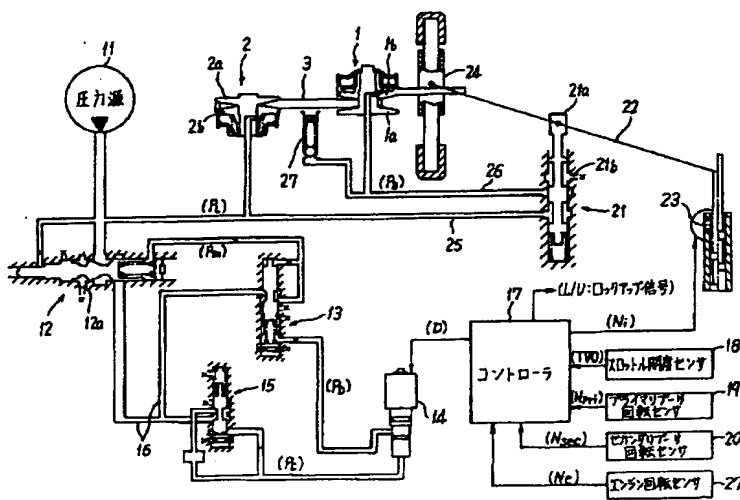 11
圧力源
2
2a
2b
3
1
1b
1a
24
21a
22
27
(Ps)
26
21b
21
23
(PL)
25
(Pm)
12
12a
13
(L/U:ロックアップ信号)
17
(Ni)
(D)
コントローラ
(TVO)
スロットル開度センサ
18
(Npri)
プライマリプーリ
回転センサ
19
(Nsec)
セカンダリプーリ
回転センサ
20
(Ne)
エンジン回転センサ
27
14
15
16
(Pb)
(Pt)